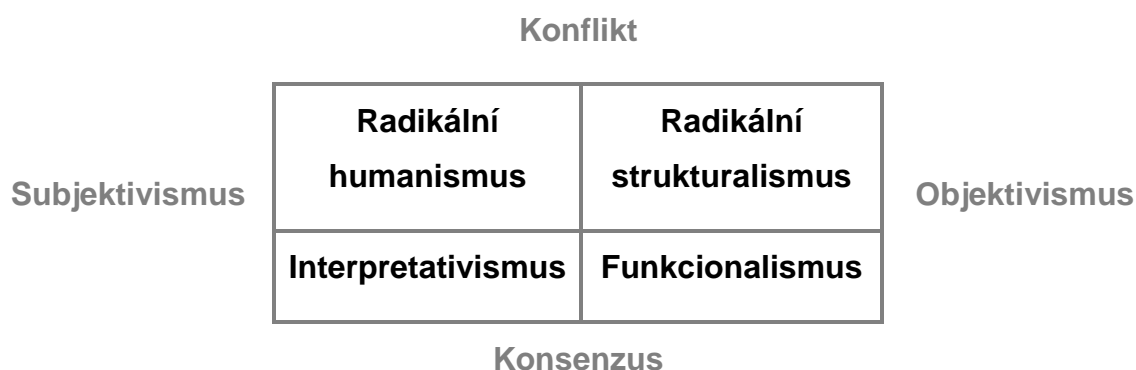 Konflikt
Radikální
humanismus
Radikální
strukturalismus
Subjektivismus
Objektivismus
Interpretativismus
Funkcionalismus
Konsenzus